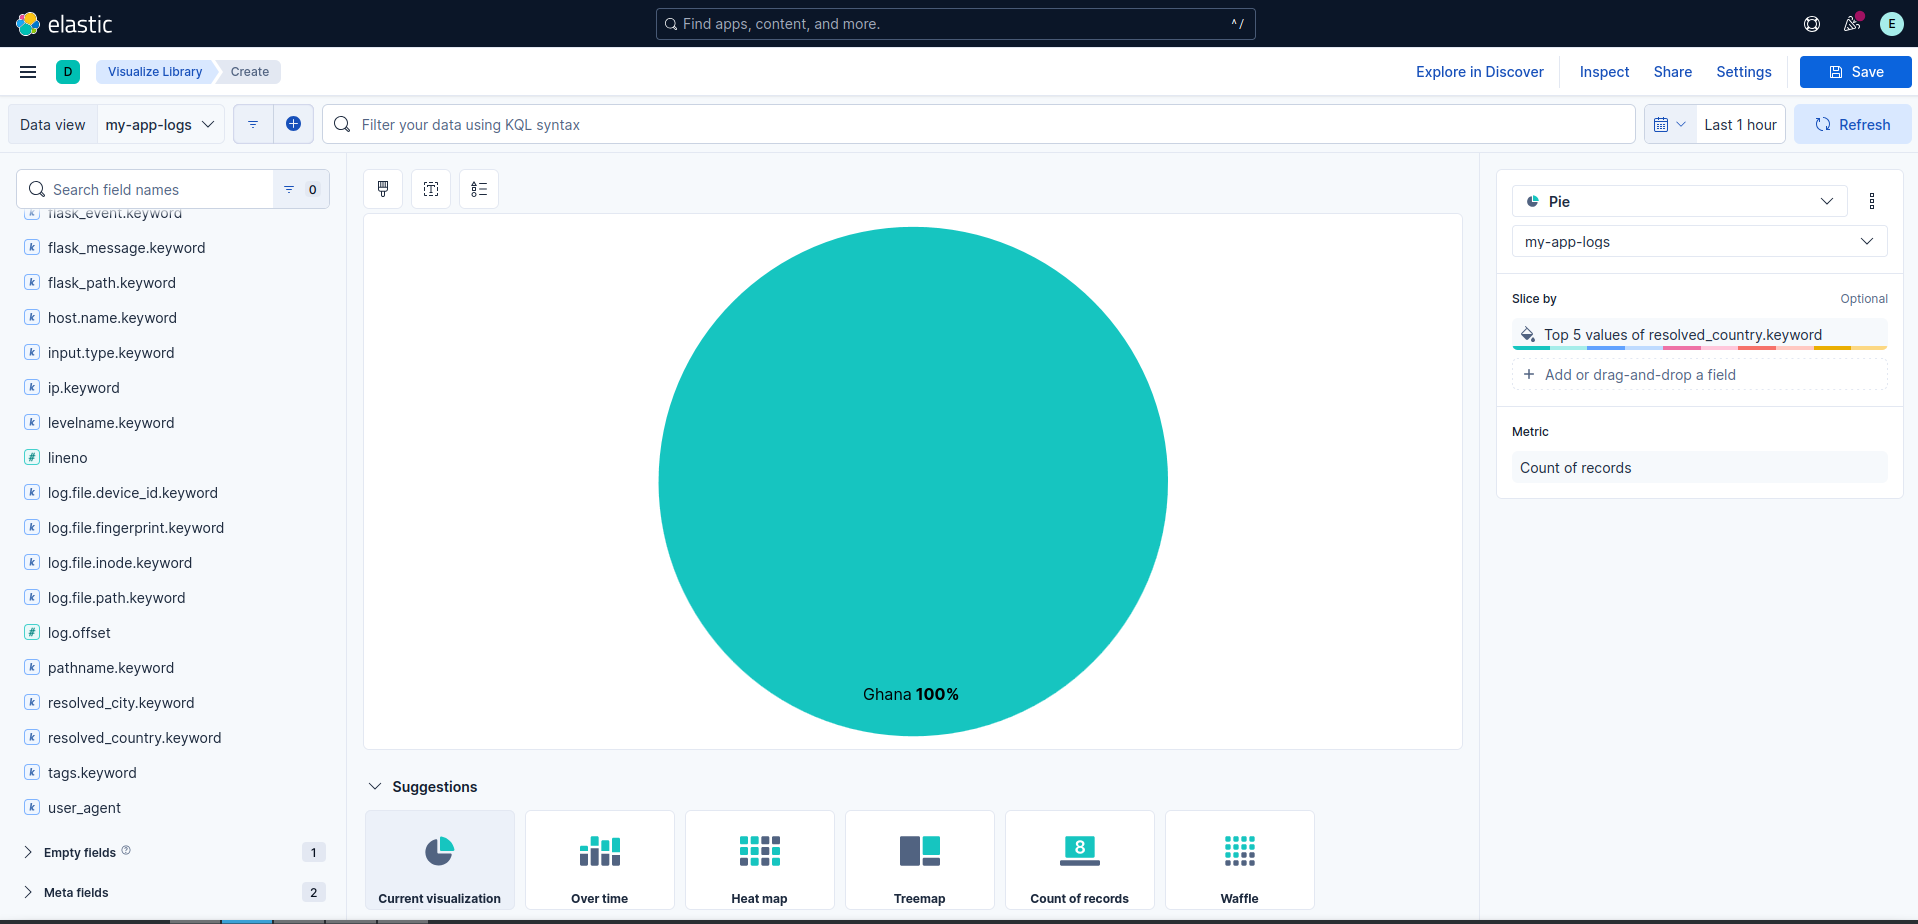 elastic
Find apps, content, and more.
^ /
E
D
Visualize Library
Create
Explore in Discover
Inspect
Share
Settings
Save
Data view
my-app-logs
Filter your data using KQL syntax
Last 1 hour
Refresh
Search field names
0
k flask_event.keyword
k flask_message.keyword
k flask_path.keyword
k host.name.keyword
k input.type.keyword
k ip.keyword
k levelname.keyword
# lineno
k log.file.device_id.keyword
k log.file.fingerprint.keyword
k log.file.inode.keyword
k log.file.path.keyword
# log.offset
k pathname.keyword
k resolved_city.keyword
k resolved_country.keyword
k tags.keyword
k user_agent
Empty fields ?
1
Meta fields
2
T
Ghana 100%
Suggestions
Current visualization
Over time
Heat map
Treemap
8
Count of records
Waffle
Pie
my-app-logs
Slice by
Optional
Top 5 values of resolved_country.keyword
+ Add or drag-and-drop a field
Metric
Count of records